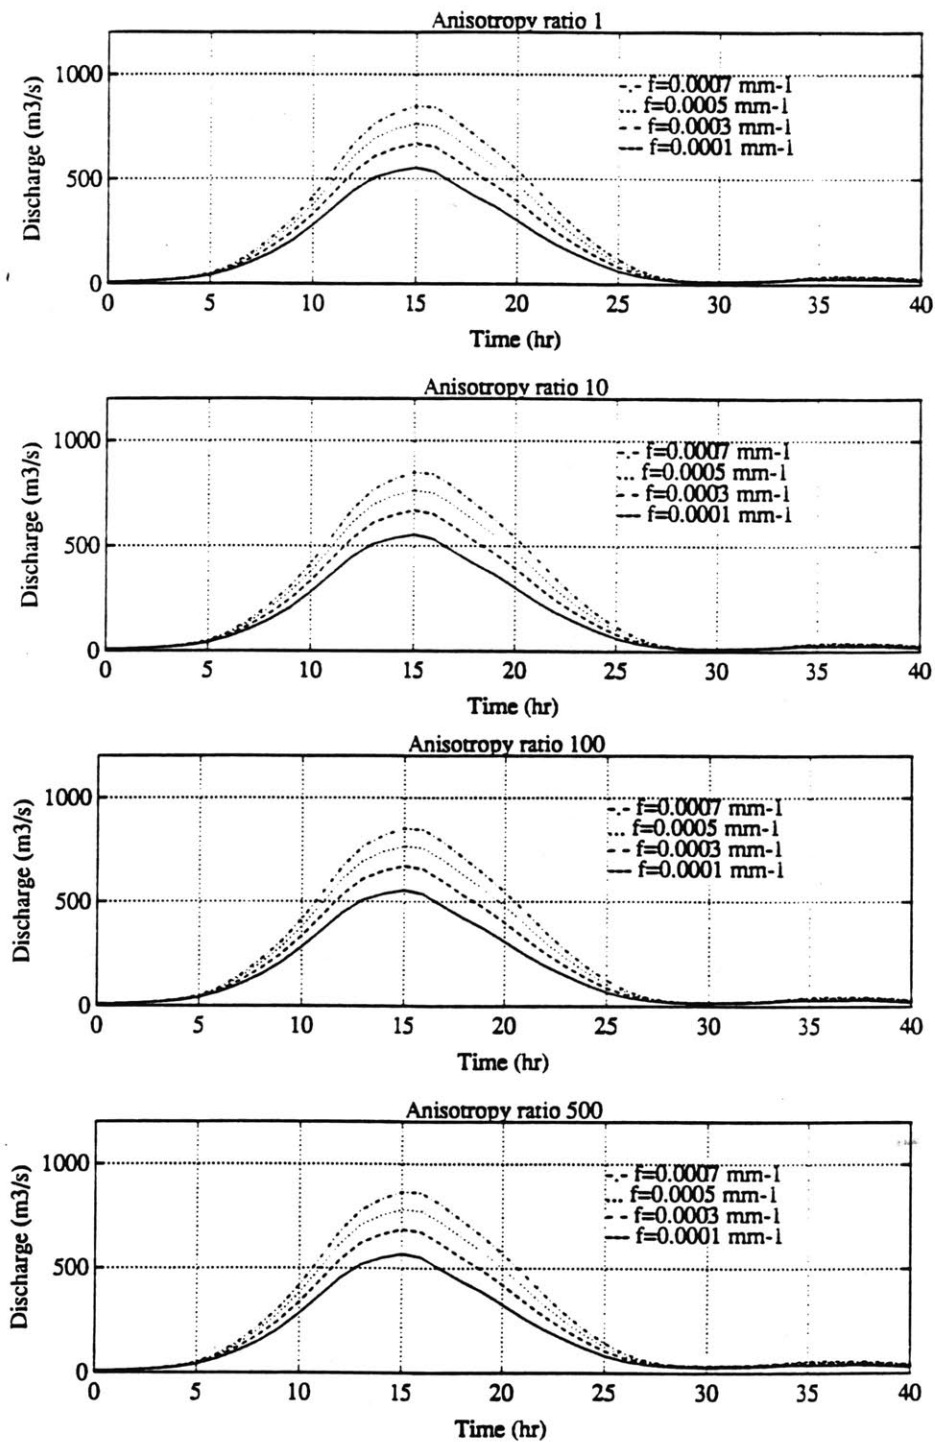 Anisotropy ratio 1
Discharge (m3/s)
1000
500
0
f=0.0007 mm-1
f=0.0005 mm-1
f=0.0003 mm-1
f=0.0001 mm-1
0 5 10 15 20 25 30 35 40
Time (hr)
Anisotropy ratio 10
Discharge (m3/s)
1000
500
0
f=0.0007 mm-1
f=0.0005 mm-1
f=0.0003 mm-1
f=0.0001 mm-1
0 5 10 15 20 25 30 35 40
Time (hr)
Anisotropy ratio 100
Discharge (m3/s)
1000
500
0
f=0.0007 mm-1
f=0.0005 mm-1
f=0.0003 mm-1
f=0.0001 mm-1
0 5 10 15 20 25 30 35 40
Time (hr)
Anisotropy ratio 500
Discharge (m3/s)
1000
500
0
f=0.0007 mm-1
f=0.0005 mm-1
f=0.0003 mm-1
f=0.0001 mm-1
0 5 10 15 20 25 30 35 40
Time (hr)